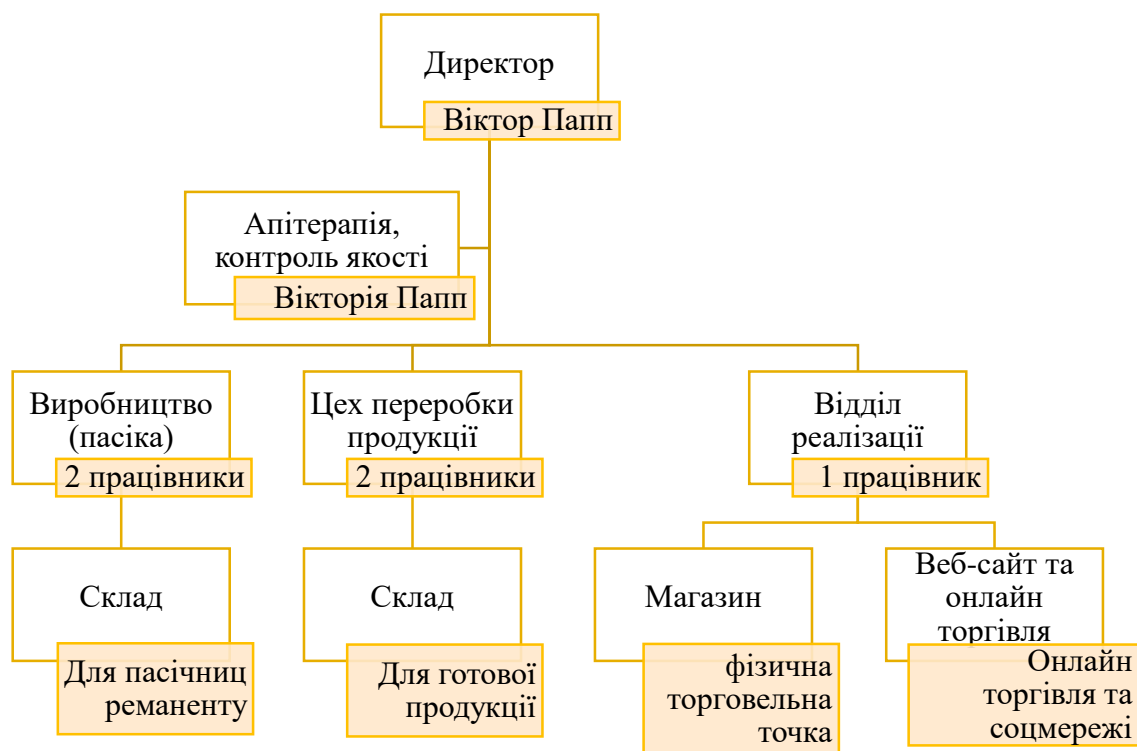 Директор
Віктор Папп
Апітерапія,
контроль якості
Вікторія Папп
Виробництво
(пасіка)
2 працівники
Цех переробки
продукції
2 працівники
Відділ
реалізації
1 працівник
Склад
Для пасічниц
реманенту
Склад
Для готової
продукції
Магазин
фізична
торговельна
точка
Веб-сайт та
онлайн
торгівля
Онлайн
торгівля та
соцмережі